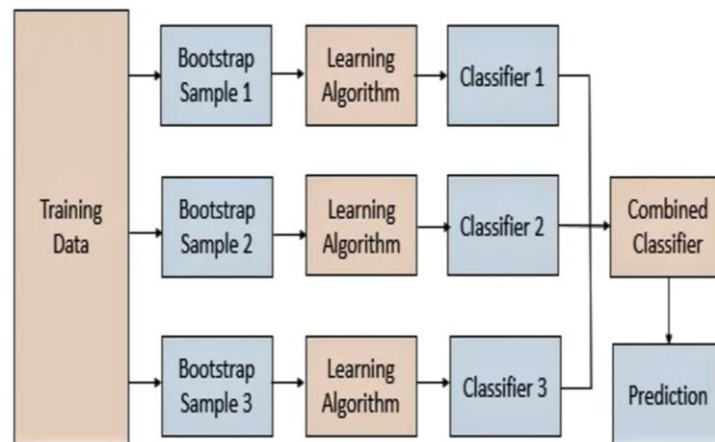 Training
Data
Bootstrap
Sample 1
Learning
Algorithm
Classifier 1
Bootstrap
Sample 2
Learning
Algorithm
Classifier 2
Bootstrap
Sample 3
Learning
Algorithm
Classifier 3
Combined
Classifier
Prediction